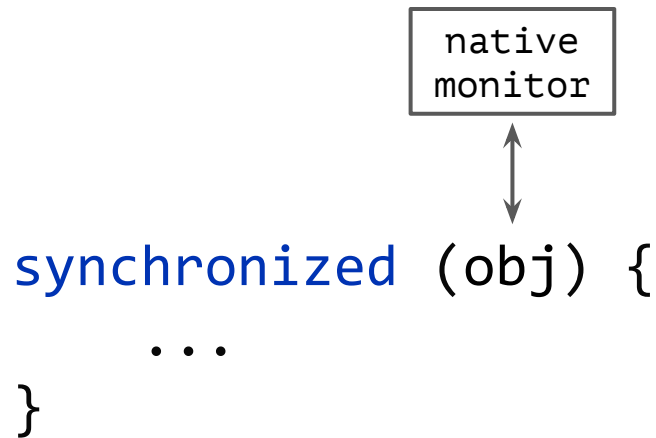 native
monitor
synchronized (obj) {
...
}